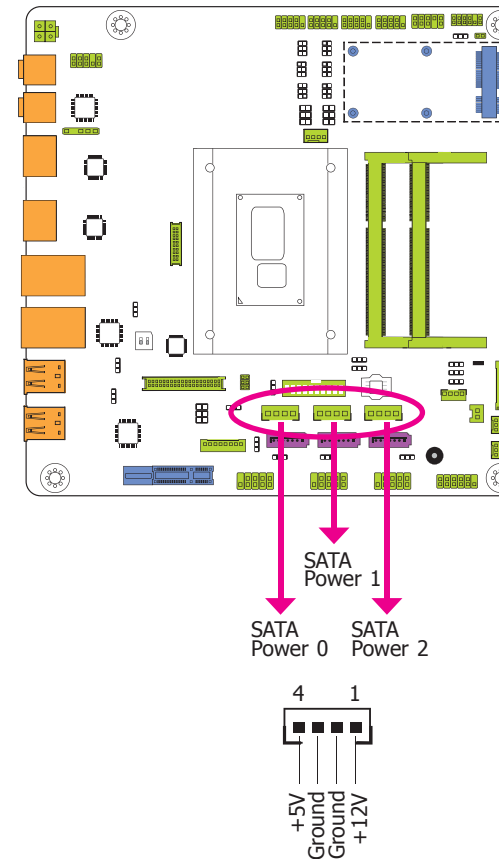 SATA
Power 1
SATA
Power 0
SATA
Power 2
4 1
+5V
Ground
Ground
+12V